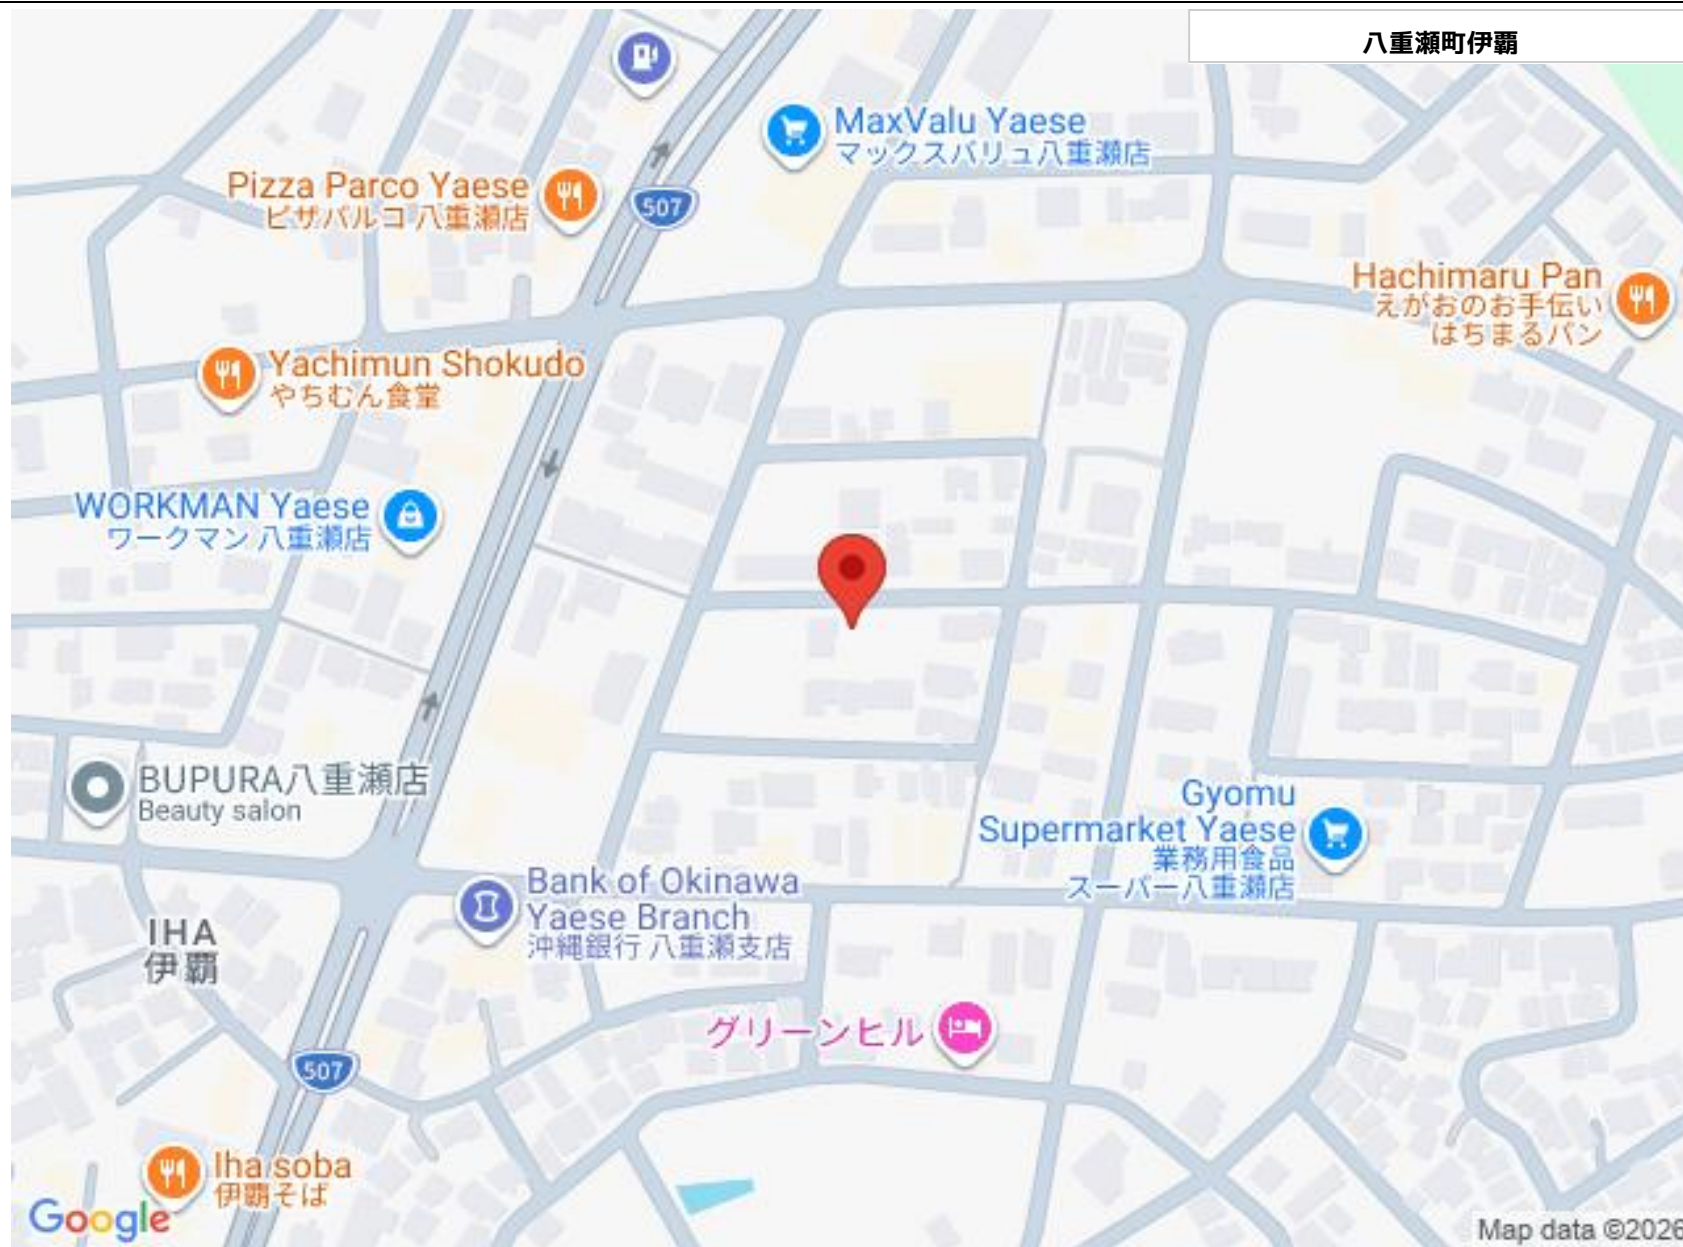 八重瀬町伊覇
MaxValu Yaese
マックスバリュ八重瀬店
Pizza Parco Yaese
ピザパルコ 八重瀬店
507
Hachimaru Pan
えがおのお手伝い
はちまるパン
Yachimun Shokudo
やちむん食堂
WORKMAN Yaese
ワークマン 八重瀬店
BUPURA八重瀬店
Beauty salon
Gyomu
Supermarket Yaese
業務用食品
スーパー八重瀬店
Bank of Okinawa
Yaese Branch
沖縄銀行 八重瀬支店
IHA
伊覇
グリーンヒル
507
Iha soba
伊覇そば
Google
Map data ©2026